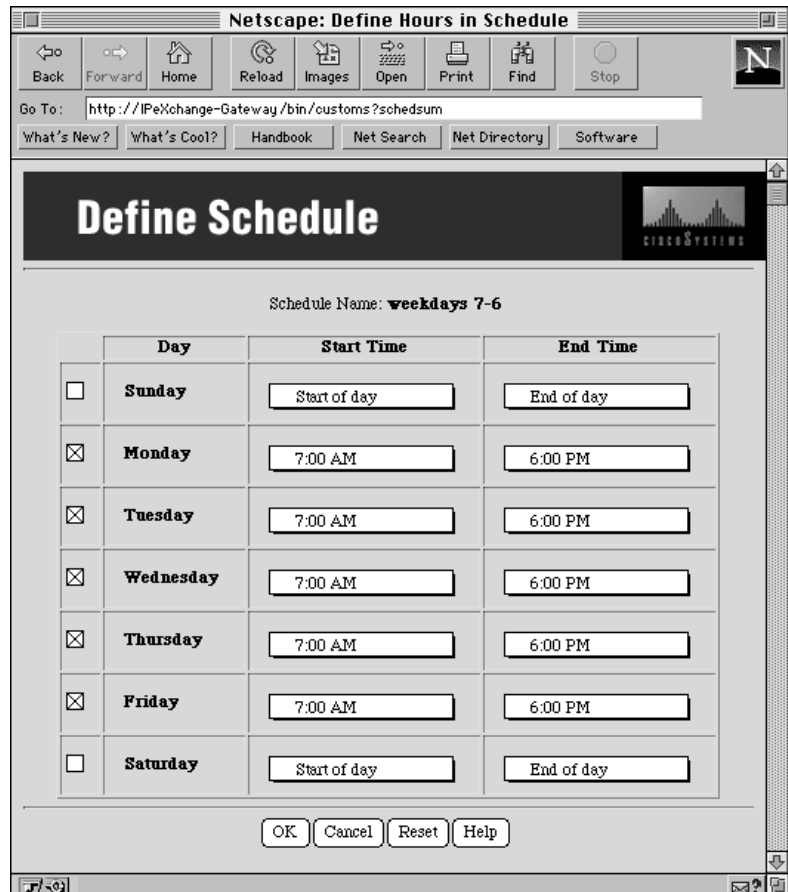 Netscape: Define Hours in Schedule
Back Forward Home Reload Images Open Print Find Stop
N
Go To: http://IPeXchange-Gateway/bin/customs?schedsum
What's New? What's Cool? Handbook Net Search Net Directory Software
Define Schedule
CISCO SYSTEMS
Schedule Name: weekdays 7-6
Day Start Time End Time
Sunday Start of day End of day
Monday 7:00 AM 6:00 PM
Tuesday 7:00 AM 6:00 PM
Wednesday 7:00 AM 6:00 PM
Thursday 7:00 AM 6:00 PM
Friday 7:00 AM 6:00 PM
Saturday Start of day End of day
OK Cancel Reset Help
?